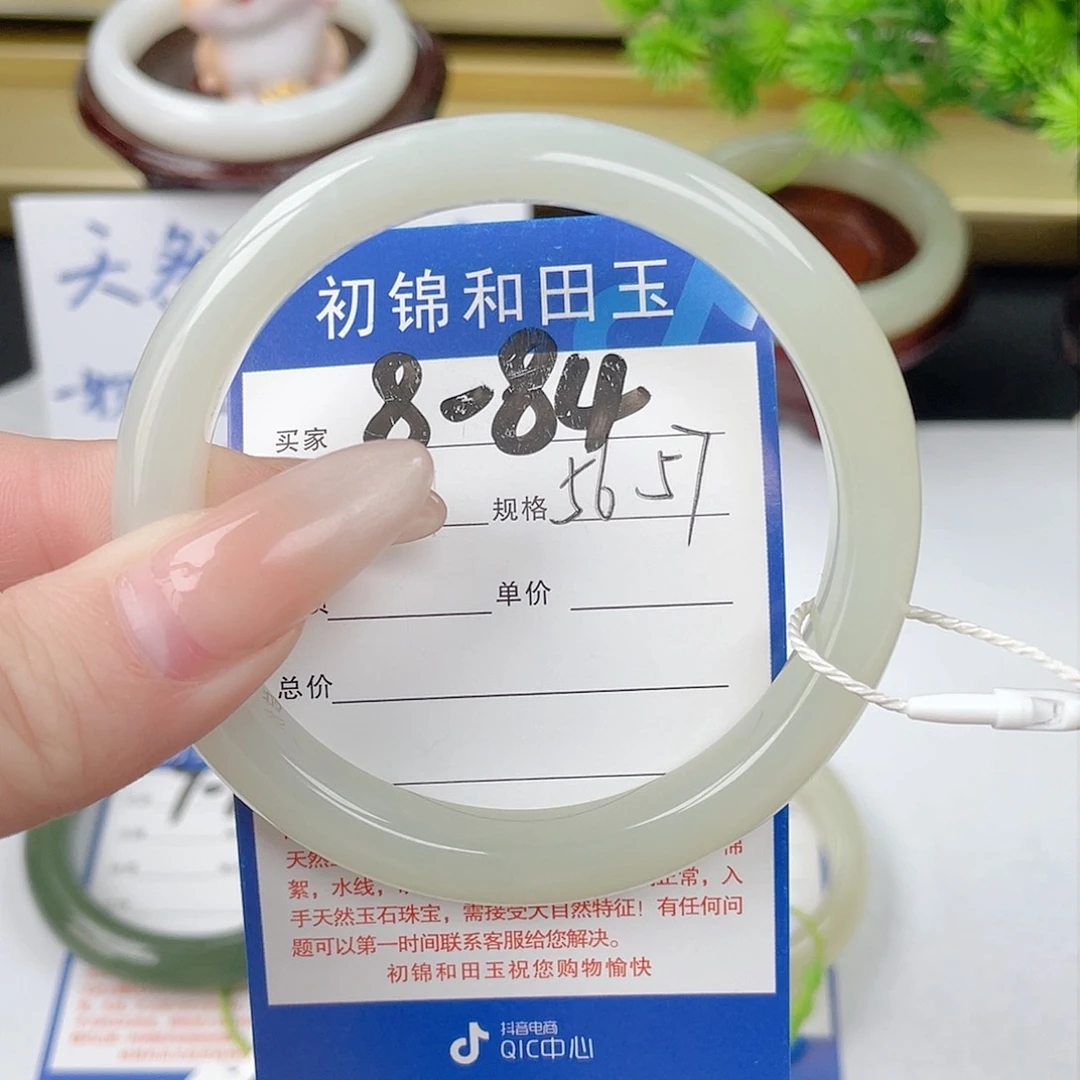 天然
初锦和田玉
8-84
买家
规格 56 57
单价
总价
天然
絮，水线，
正常，入
手天然玉石珠宝，需接受大自然特征！有任何问
题可以第一时间联系客服给您解决。
初锦和田玉祝您购物愉快
抖音电商
QIC中心